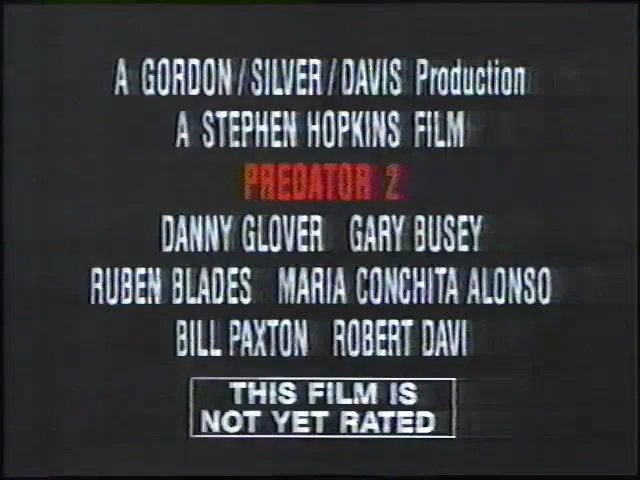 A GORDON/SILVER/DAVIS Production
A STEPHEN HOPKINS FILM
PREDATOR 2
DANNY GLOVER GARY BUSEY
RUBEN BLADES MARIA CONCHITA ALONSO
BILL PAXTON ROBERT DAVI
THIS FILM IS
NOT YET RATED